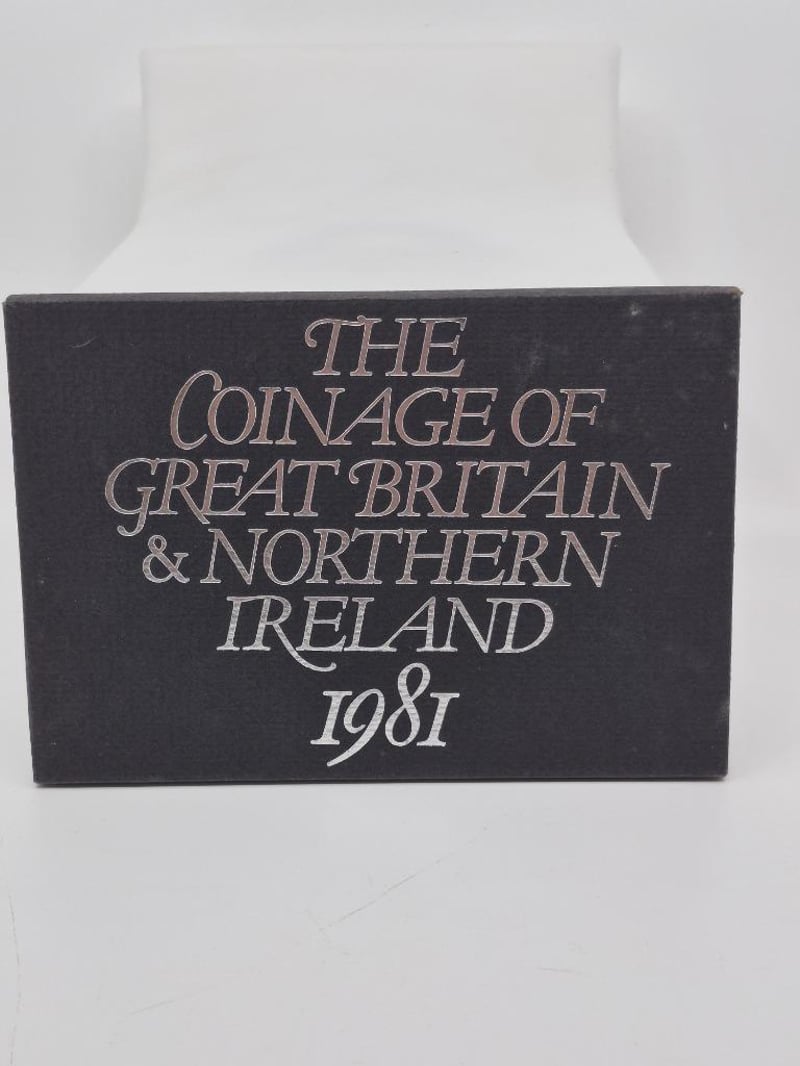 THE
COINAGE OF
GREAT BRITAIN
& NORTHERN
IRELAND
1981